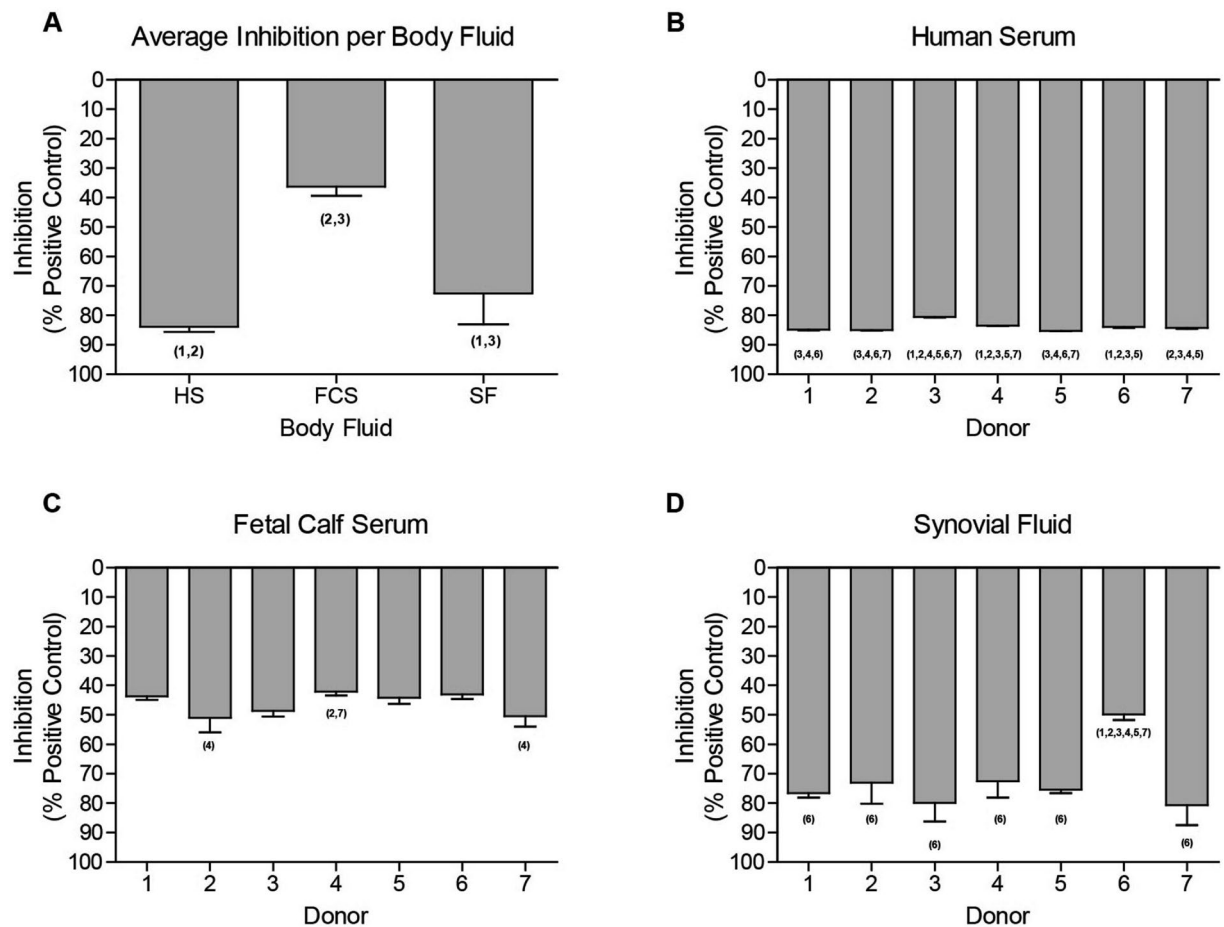 A
Average Inhibition per Body Fluid
Inhibition
(% Positive Control)
0
10
20
30
40
50
60
70
80
90
100
(1,2)
(2,3)
(1,3)
HS FCS SF
Body Fluid
B
Human Serum
Inhibition
(% Positive Control)
0
10
20
30
40
50
60
70
80
90
100
(3,4,6) (3,4,6,7) (1,2,4,5,6,7) (1,2,3,5,7) (3,4,6,7) (1,2,3,5) (2,3,4,5)
1 2 3 4 5 6 7
Donor
C
Fetal Calf Serum
Inhibition
(% Positive Control)
0
10
20
30
40
50
60
70
80
90
100
(4)
(2,7)
(4)
1 2 3 4 5 6 7
Donor
D
Synovial Fluid
Inhibition
(% Positive Control)
0
10
20
30
40
50
60
70
80
90
100
(6)
(6)
(6)
(6)
(6)
(1,2,3,4,5,7)
(6)
1 2 3 4 5 6 7
Donor